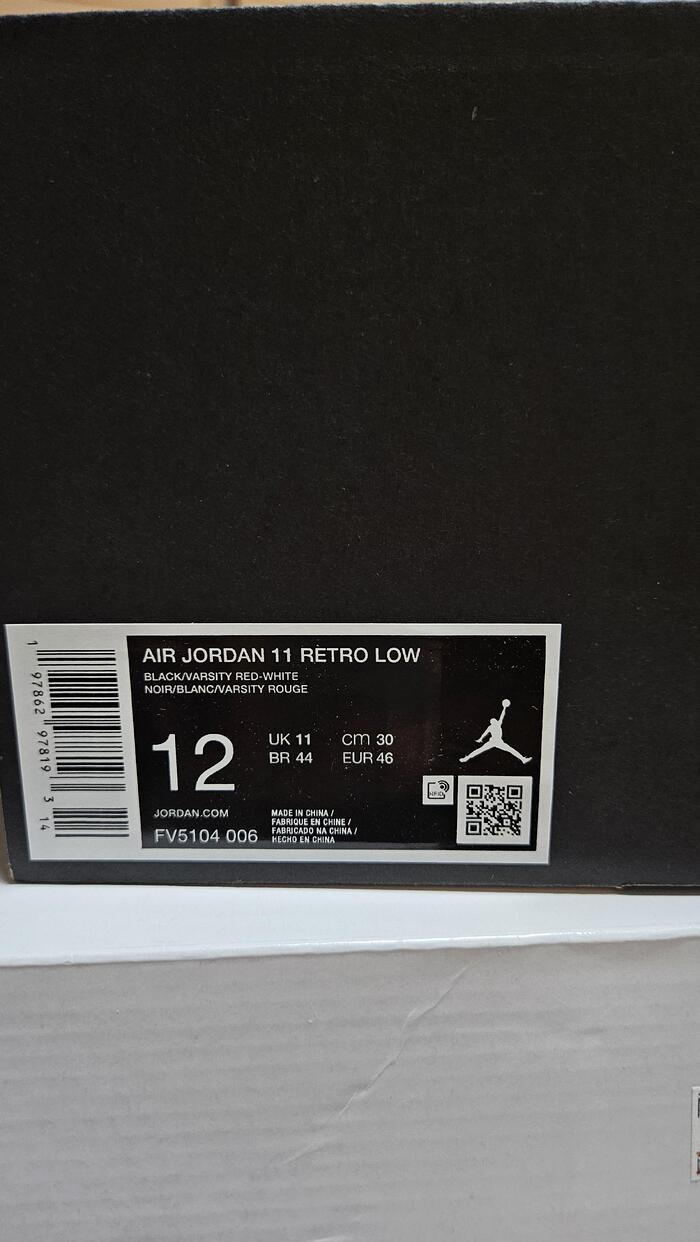 AIR JORDAN 11 RETRO LOW
BLACK/VARSITY RED-WHITE
NOIR/BLANC/VARSITY ROUGE
12
UK 11 cm 30
BR 44 EUR 46
JORDAN.COM
FV5104 006
MADE IN CHINA /
FABRIQUE EN CHINE /
FABRICADO NA CHINA /
HECHO EN CHINA
RFID
1 97862 97819 3 14